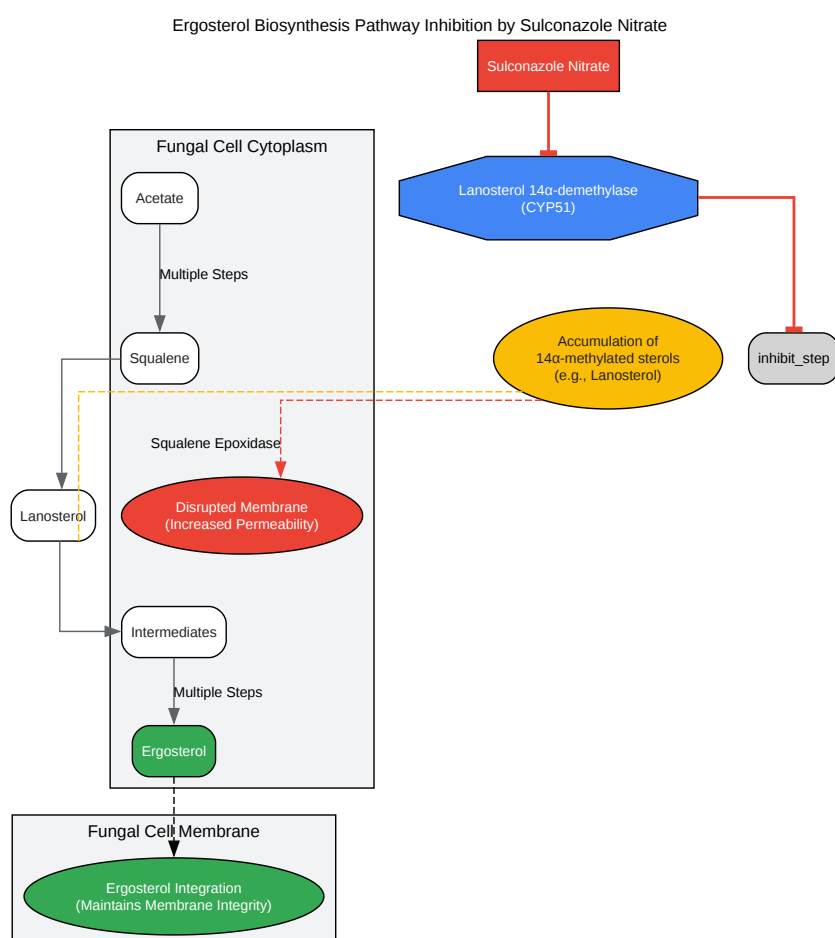 Ergosterol Biosynthesis Pathway Inhibition by Sulconazole Nitrate
Sulconazole Nitrate
Fungal Cell Cytoplasm
Lanosterol 14α-demethylase
(CYP51)
Acetate
Multiple Steps
Squalene
Accumulation of
14α-methylated sterols
(e.g., Lanosterol)
inhibit_step
Squalene Epoxidase
Lanosterol
Disrupted Membrane
(Increased Permeability)
Intermediates
Multiple Steps
Ergosterol
Fungal Cell Membrane
Ergosterol Integration
(Maintains Membrane Integrity)